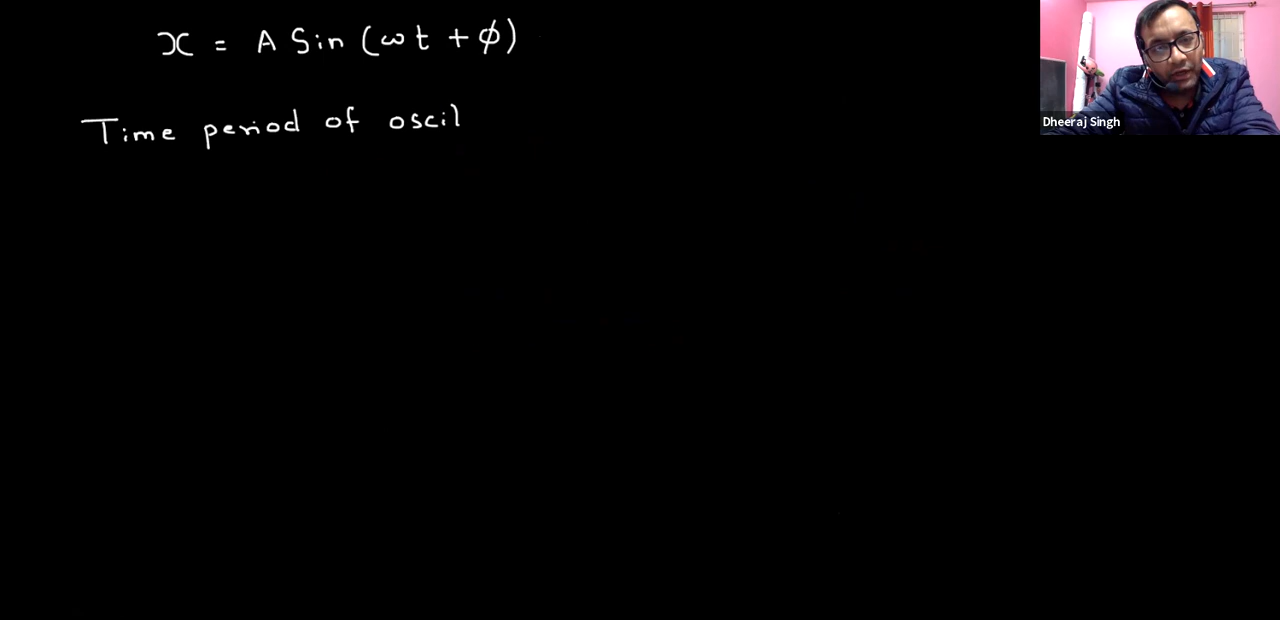 x = A Sin (ωt + φ)
Time period of oscil
Dheeraj Singh